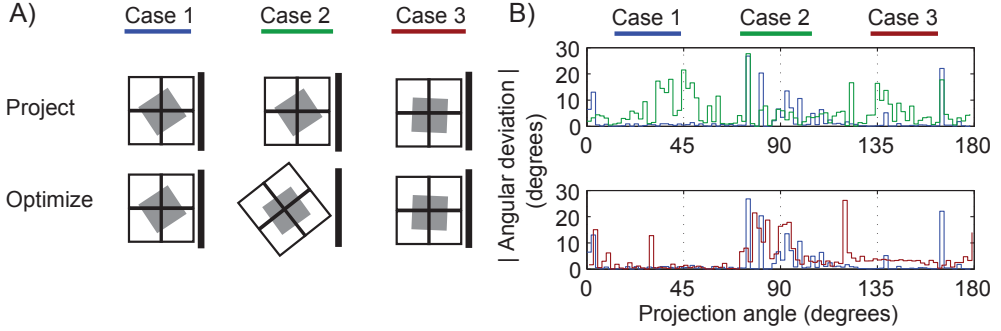 A)
Case 1 Case 2 Case 3
Project
Optimize
B)
Case 1 Case 2 Case 3
| Angular deviation |
(degrees)
30
20
10
0
0 45 90 135 180
30
20
10
0
0 45 90 135 180
Projection angle (degrees)